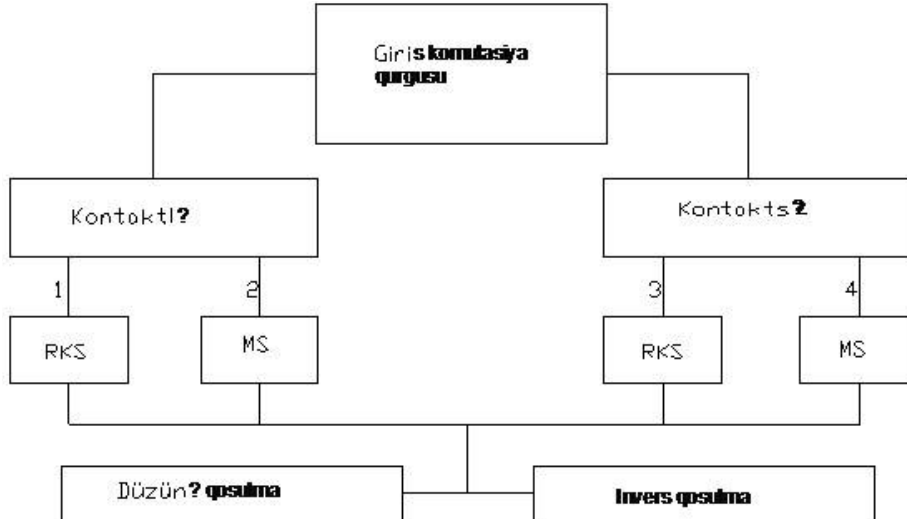 Giris komutasiya
qurgusu
Kontaktl?
Kontakts?
1
2
3
4
RKS
MS
RKS
MS
Düzün? qosulma
Invers qosulma